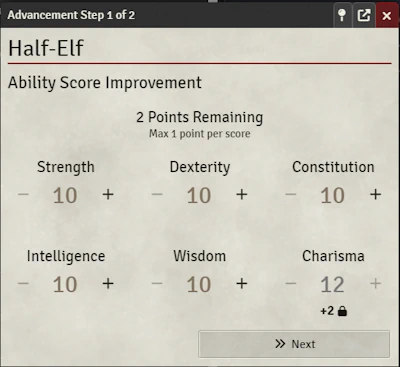 Advancement Step 1 of 2
Half-Elf
Ability Score Improvement
2 Points Remaining
Max 1 point per score
Strength Dexterity Constitution
− 10 + − 10 + − 10 +
Intelligence Wisdom Charisma
− 10 + − 10 + − 12 +
+2
Next